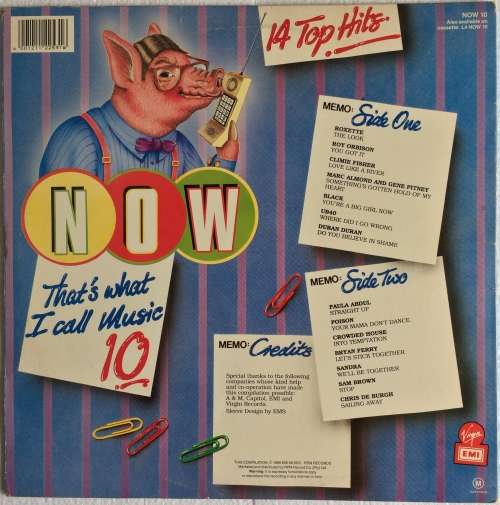 NOW 10
Also available on
cassette L4 NOW 10
14 Top Hits
MEMO: Side One
ROXETTE
THE LOOK
ROY ORBISON
YOU GOT IT
CLIMIE FISHER
LOVE LIKE A RIVER
MARC ALMOND AND GENE PITNEY
SOMETHING'S GOTTEN HOLD OF MY
HEART
BLACK
YOU'RE A BIG GIRL NOW
UB40
WHERE DID I GO WRONG
DURAN DURAN
DO YOU BELIEVE IN SHAME
NOW
That's what
I call Music
10
MEMO: Side Two
PAULA ABDUL
STRAIGHT UP
POISON
YOUR MAMA DON'T DANCE
CROWDED HOUSE
INTO TEMPTATION
BRYAN FERRY
LET'S STICK TOGETHER
SANDRA
WE'LL BE TOGETHER
SAM BROWN
STOP
CHRIS DE BURGH
SAILING AWAY
MEMO: Credits
Special thanks to the following
companies whose kind help
and co-operation have made
this compilation possible:
A & M, Capitol, EMI and
Virgin Records.
Sleeve Design by EMS
Virgin
EMI
M